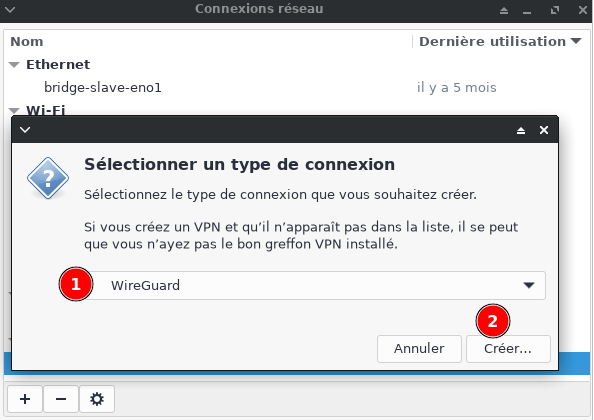 Connexions réseau
Nom
Dernière utilisation
Ethernet
bridge-slave-eno1
il y a 5 mois
Wi-Fi
?
Sélectionner un type de connexion
Sélectionnez le type de connexion que vous souhaitez créer.
Si vous créez un VPN et qu’il n’apparaît pas dans la liste, il se peut
que vous n’ayez pas le bon greffon VPN installé.
1
WireGuard
2
Annuler
Créer…